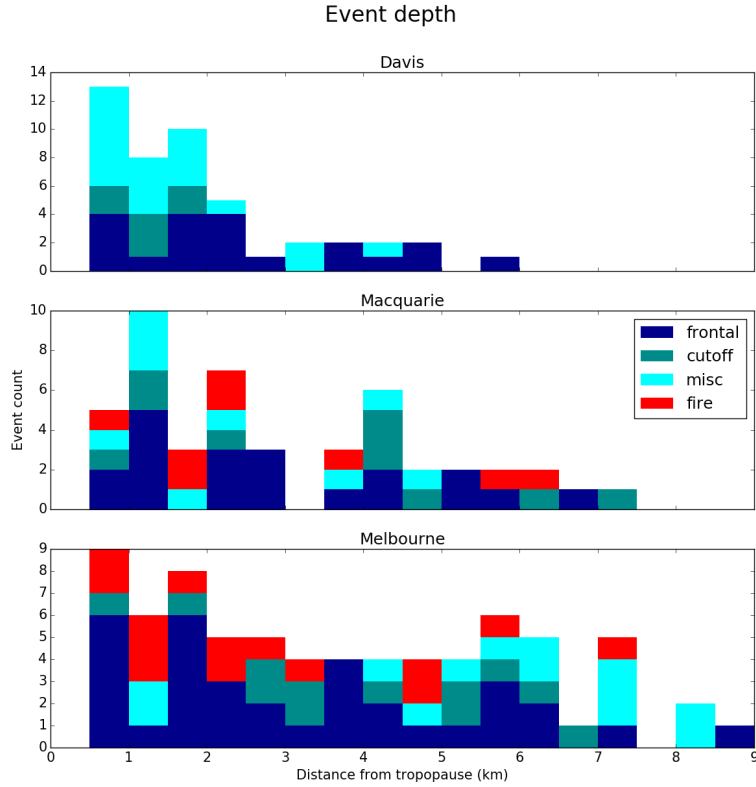 Event depth
Davis
14
12
10
8
6
4
2
0
Macquarie
10
8
6
4
2
0
Event count
frontal
cutoff
misc
fire
Melbourne
9
8
7
6
5
4
3
2
1
0
0 1 2 3 4 5 6 7 8 9
Distance from tropopause (km)